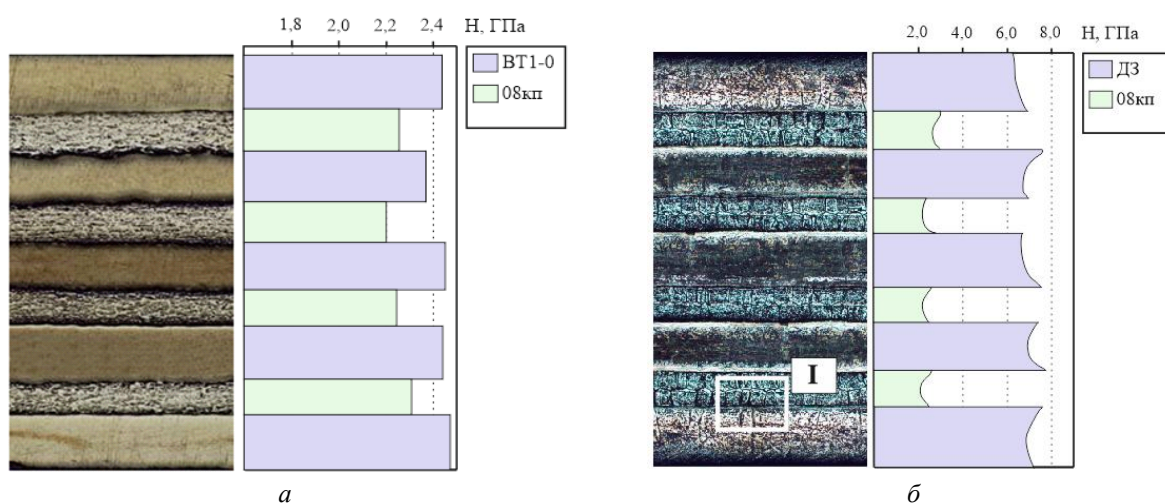 1,8 2,0 2,2 2,4 Н, ГПа
ВТ1-0
08кп
а
2,0 4,0 6,0 8,0 Н, ГПа
ДЗ
08кп
I
б